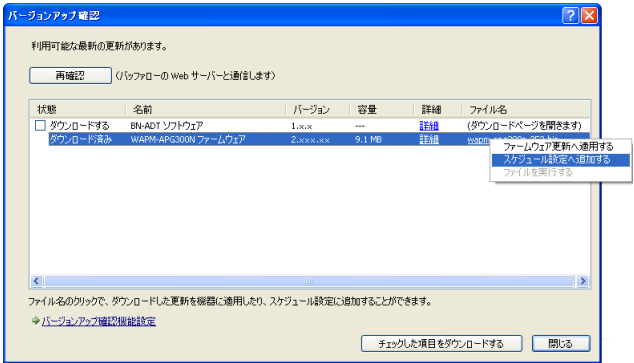 バージョンアップ確認
利用可能な最新の更新があります。
再確認 (バッファローの Web サーバーと通信します)
状態 名前 バージョン 容量 詳細 ファイル名
ダウンロードする BN-ADT ソフトウェア 1.x.x --- 詳細 (ダウンロードページを開きます)
ダウンロード済み WAPM-APG300N ファームウェア 2.xxx.xx 9.1 MB 詳細
ファームウェア更新へ適用する
スケジュール設定へ追加する
ファイルを実行する
ファイル名のクリックで、ダウンロードした更新を機器に適用したり、スケジュール設定に追加することができます。
バージョンアップ確認機能設定
チェックした項目をダウンロードする 閉じる